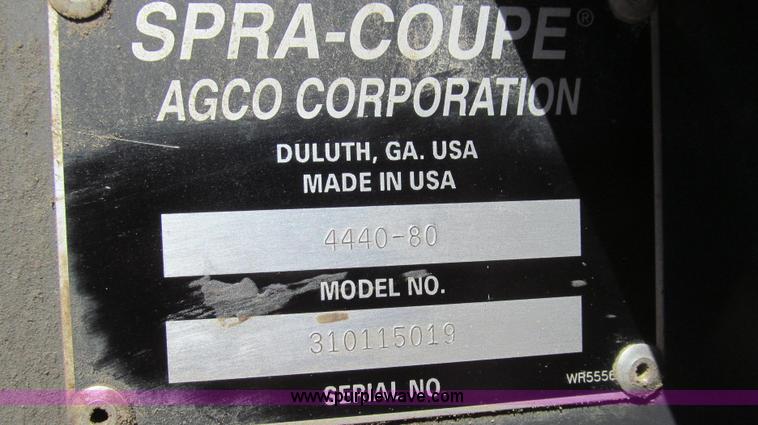 SPRA-COUPE®
AGCO CORPORATION
DULUTH, GA. USA
MADE IN USA
4440-80
MODEL NO.
310115019
SERIAL NO
www.purplewave.com